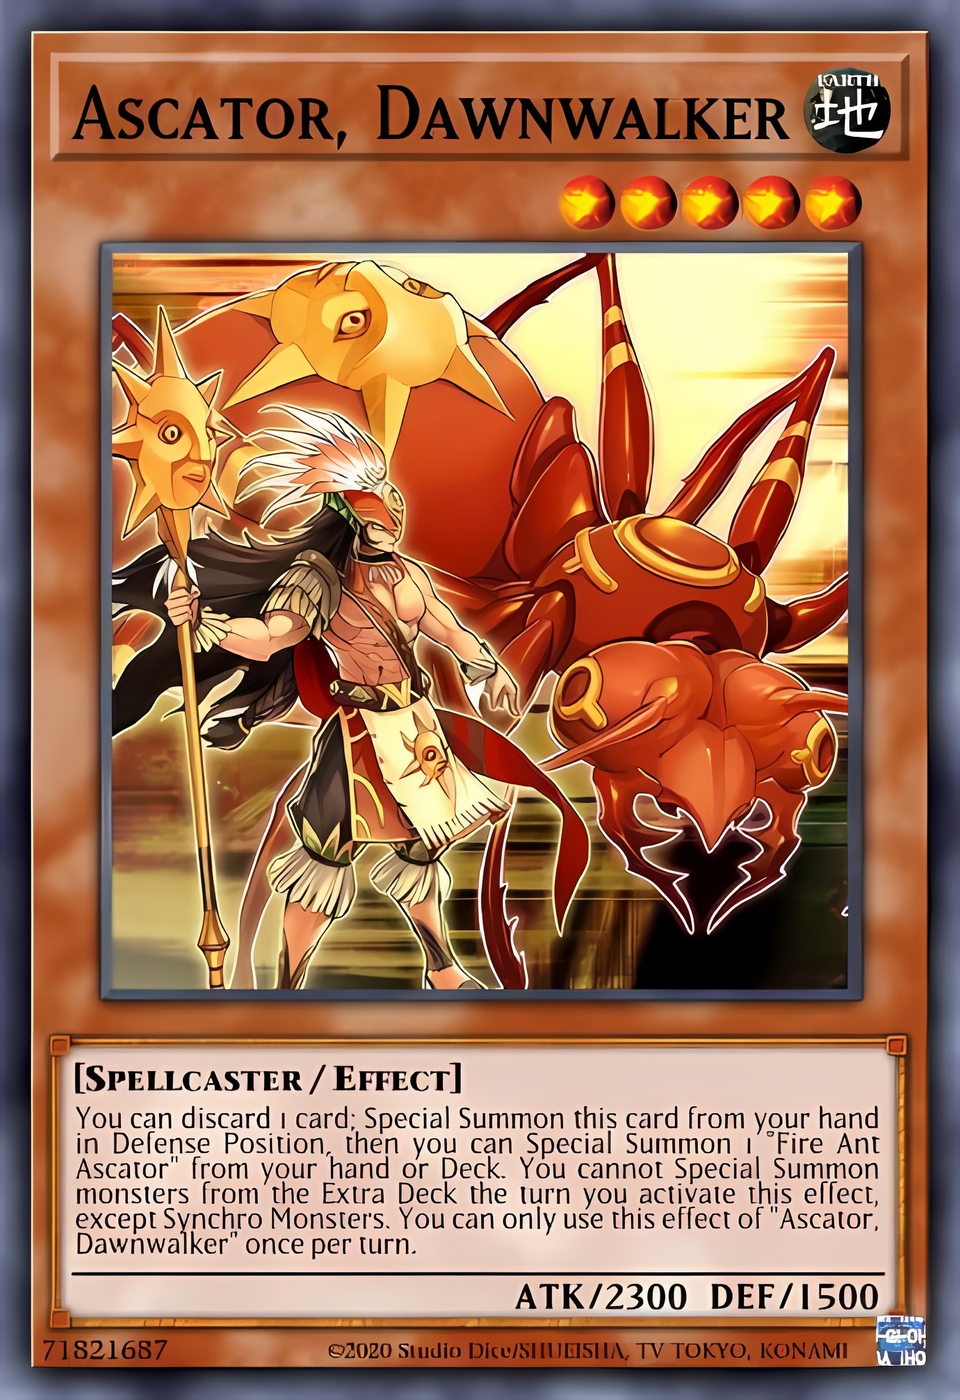 Ascator, Dawnwalker
EARTH
地
[Spellcaster / Effect]
You can discard 1 card; Special Summon this card from your hand
in Defense Position, then you can Special Summon 1 "Fire Ant
Ascator" from your hand or Deck. You cannot Special Summon
monsters from the Extra Deck the turn you activate this effect,
except Synchro Monsters. You can only use this effect of "Ascator,
Dawnwalker" once per turn.
ATK/2300 DEF/1500
71821687
©2020 Studio Dice/SHUEISHA, TV TOKYO, KONAMI